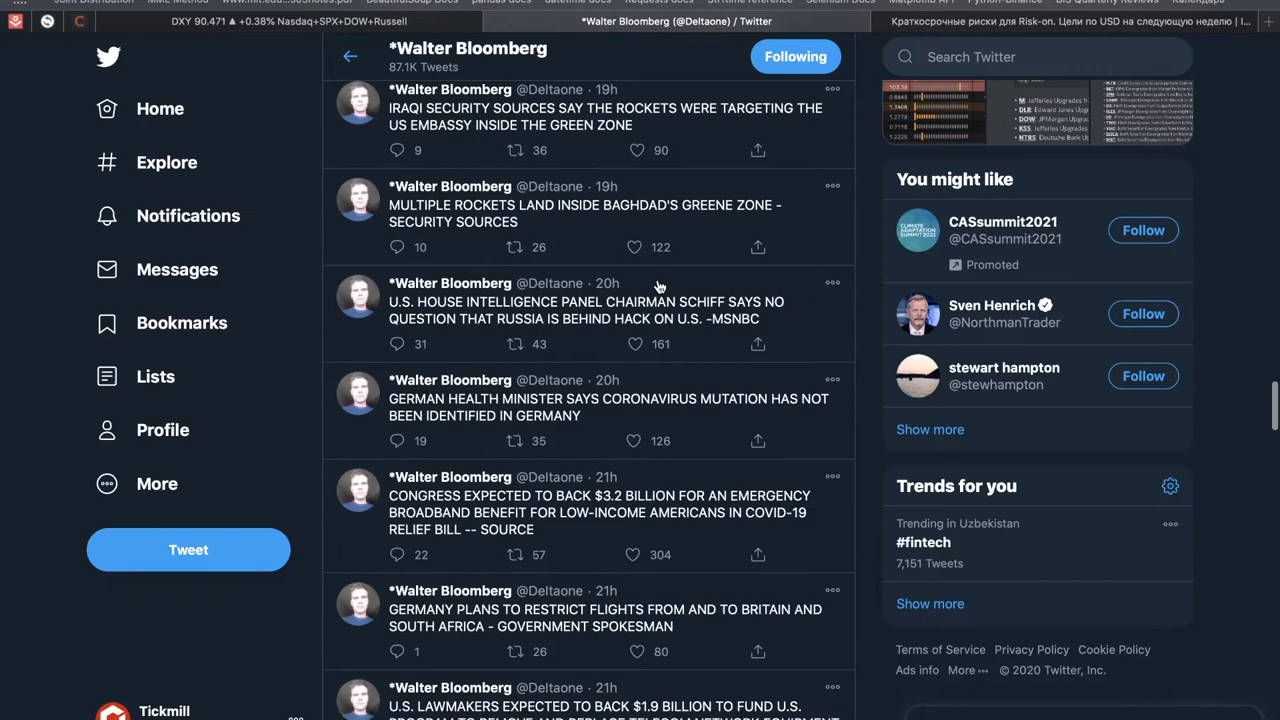 DXY 90.471 ▲ +0.38% Nasdaq+SPX+DOW+Russell
*Walter Bloomberg (@Deltaone) / Twitter
Краткосрочные риски для Risk-on. Цели по USD на следующую неделю | I...
Home
Explore
Notifications
Messages
Bookmarks
Lists
Profile
More
Tweet
Tickmill
*Walter Bloomberg
87.1K Tweets
Following
*Walter Bloomberg @Deltaone · 19h
THE ROCKETS WERE TARGETING THE
US EMBASSY INSIDE THE GREEN ZONE
36 90
*Walter Bloomberg @Deltaone · 19h
MULTIPLE ROCKETS LAND INSIDE BAGHDAD'S GREENE ZONE -
SECURITY SOURCES
10 26 122
*Walter Bloomberg @Deltaone · 20h
U.S. HOUSE INTELLIGENCE PANEL CHAIRMAN SCHIFF SAYS NO
QUESTION THAT RUSSIA IS BEHIND HACK ON U.S. -MSNBC
31 43 161
*Walter Bloomberg @Deltaone · 20h
GERMAN HEALTH MINISTER SAYS CORONAVIRUS MUTATION HAS NOT
BEEN IDENTIFIED IN GERMANY
19 35 126
*Walter Bloomberg @Deltaone · 21h
CONGRESS EXPECTED TO BACK $3.2 BILLION FOR AN EMERGENCY
BROADBAND BENEFIT FOR LOW-INCOME AMERICANS IN COVID-19
RELIEF BILL -- SOURCE
22 57 304
*Walter Bloomberg @Deltaone · 21h
GERMANY PLANS TO RESTRICT FLIGHTS FROM AND TO BRITAIN AND
SOUTH AFRICA - GOVERNMENT SPOKESMAN
1 26 80
*Walter Bloomberg @Deltaone · 21h
U.S. LAWMAKERS EXPECTED TO BACK $1.9 BILLION TO FUND U.S.
PROGRAM TO REMOVE AND REPLACE TELECOM NETWORK EQUIPMENT
Search Twitter
You might like
CASsummit2021
@CASsummit2021
Follow
Promoted
Sven Henrich
@NorthmanTrader
Follow
stewart hampton
@stewhampton
Follow
Show more
Trends for you
Trending in Uzbekistan
#fintech
7,151 Tweets
Show more
Terms of Service Privacy Policy Cookie Policy
Ads info More © 2020 Twitter, Inc.